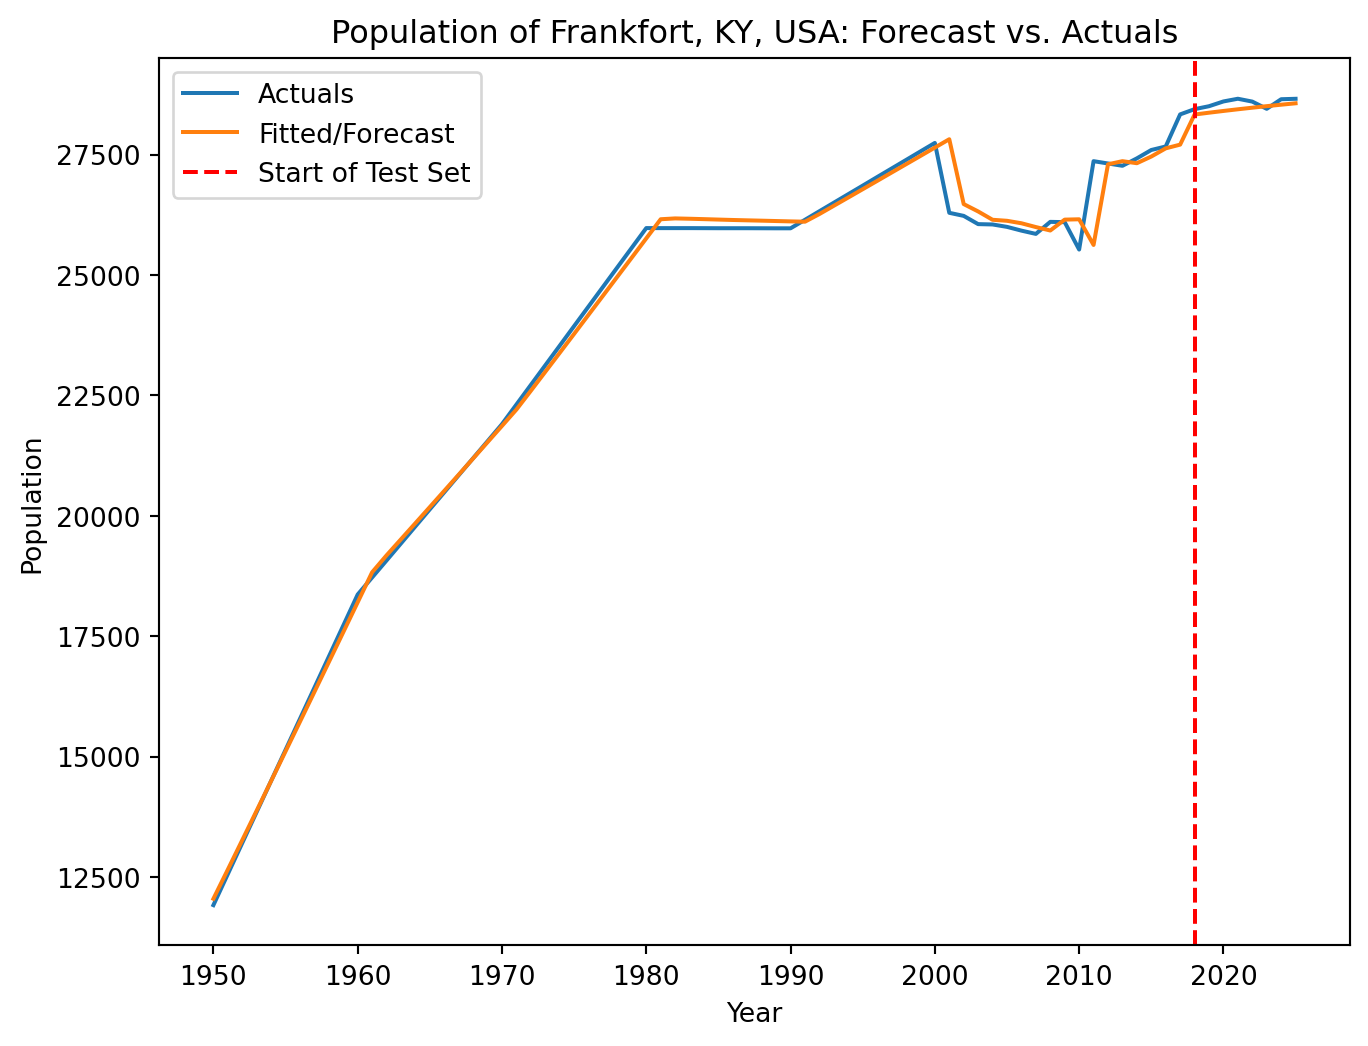 Population of Frankfort, KY, USA: Forecast vs. Actuals
Actuals
Fitted/Forecast
Start of Test Set
27500
25000
22500
20000
17500
15000
12500
Population
1950 1960 1970 1980 1990 2000 2010 2020
Year